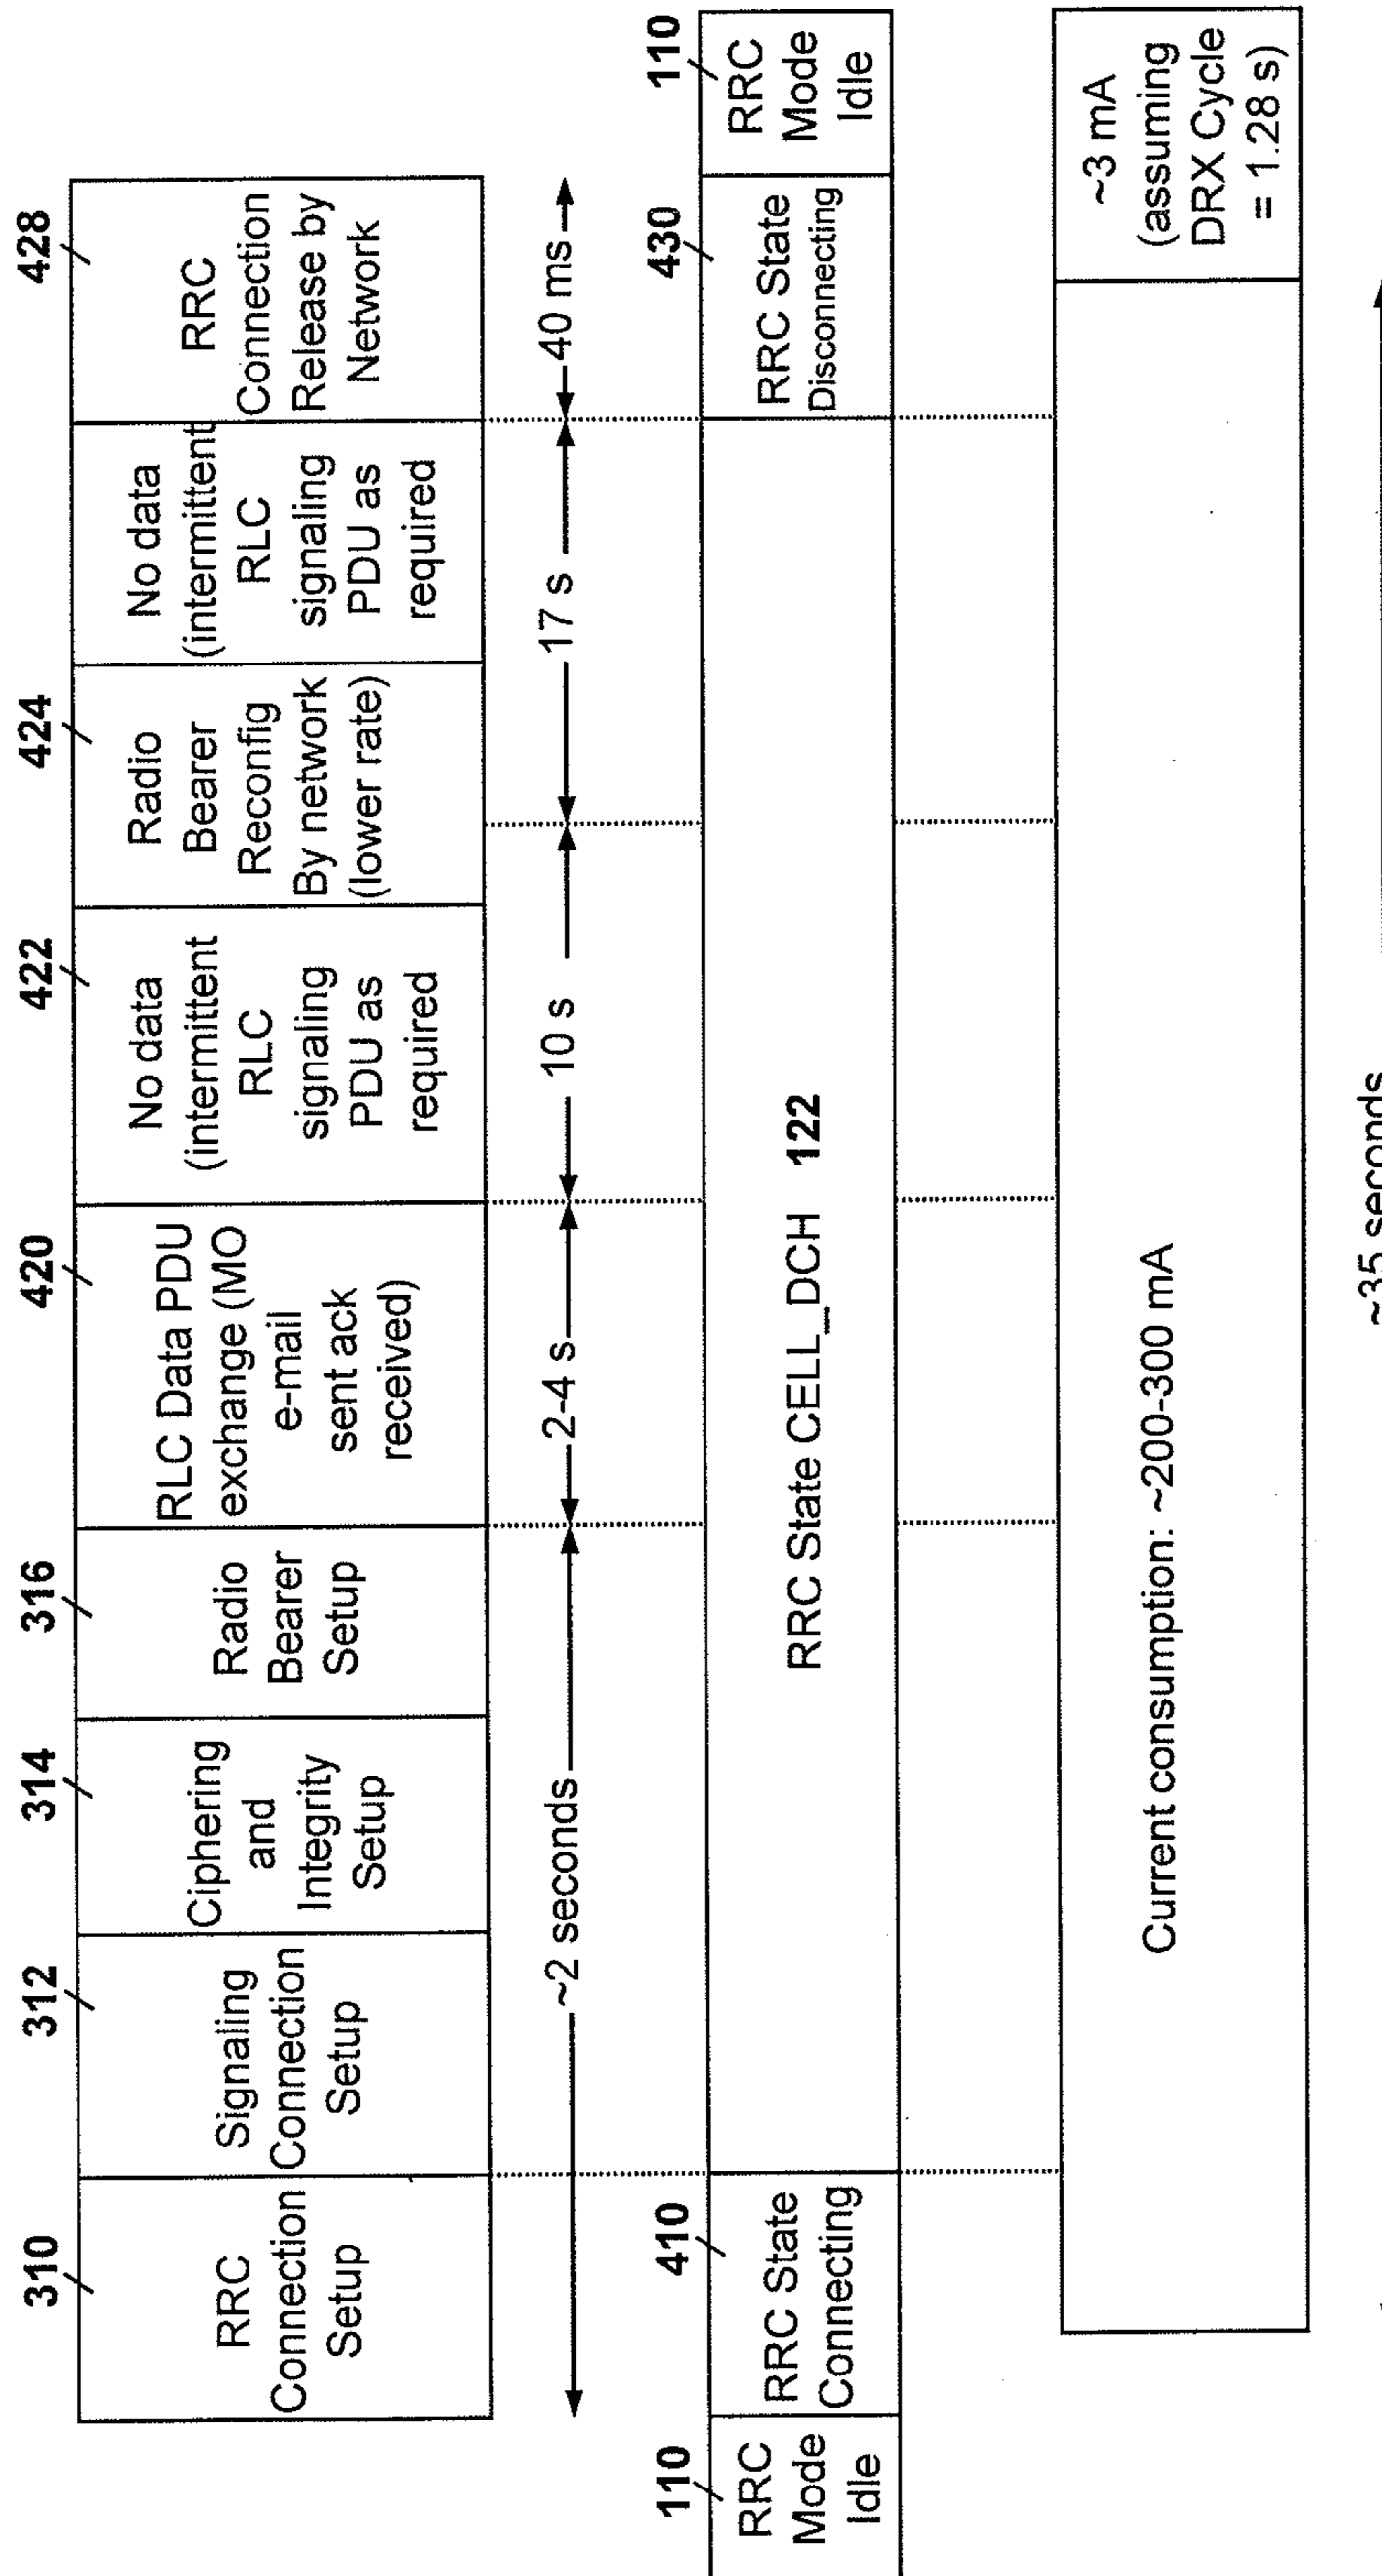 310
RRC
Connection
Setup
312
Signaling
Connection
Setup
314
Ciphering
and
Integrity
Setup
316
Radio
Bearer
Setup
420
RLC Data PDU
exchange (MO
e-mail
sent ack
received)
422
No data
(intermittent
RLC
signaling
PDU as
required
424
Radio
Bearer
Reconfig
By network
(lower rate)
No data
(intermittent
RLC
signaling
PDU as
required
428
RRC
Connection
Release by
Network
~2 seconds
2-4 s
10 s
17 s
40 ms
110
RRC
Mode
Idle
410
RRC State
Connecting
RRC State CELL_DCH 122
430
RRC State
Disconnecting
110
RRC
Mode
Idle
Current consumption: ~200-300 mA
~3 mA
(assuming
DRX Cycle
= 1.28 s)
~35 seconds